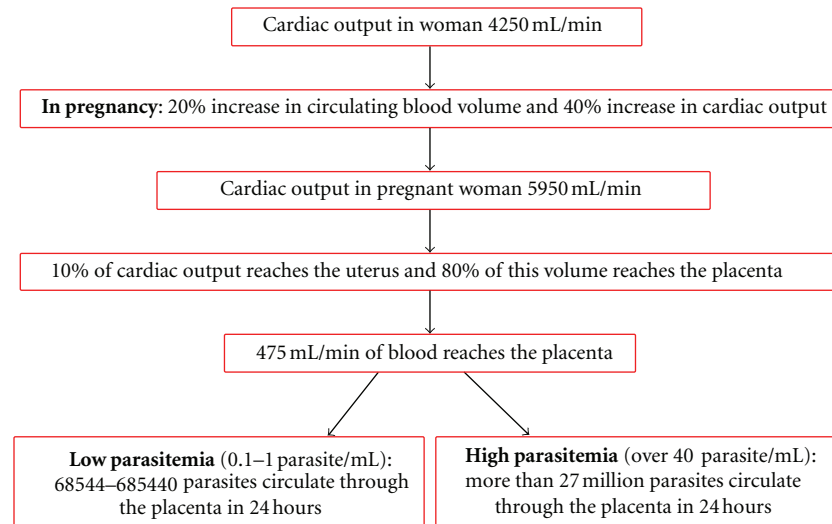 Cardiac output in woman 4250 mL/min
In pregnancy: 20% increase in circulating blood volume and 40% increase in cardiac output
Cardiac output in pregnant woman 5950 mL/min
10% of cardiac output reaches the uterus and 80% of this volume reaches the placenta
475 mL/min of blood reaches the placenta
Low parasitemia (0.1–1 parasite/mL):
68544–685440 parasites circulate through
the placenta in 24 hours
High parasitemia (over 40 parasite/mL):
more than 27 million parasites circulate
through the placenta in 24 hours